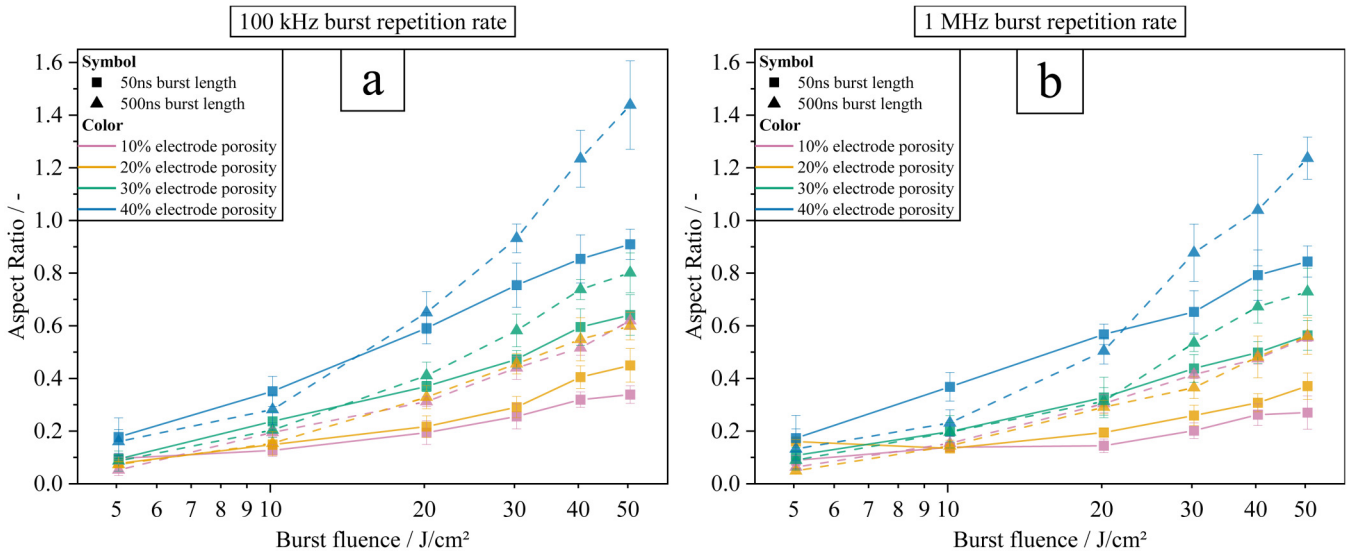 100 kHz burst repetition rate
1.6
1.4
1.2
1.0
0.8
0.6
0.4
0.2
0.0
Aspect Ratio / -
Symbol
50ns burst length
500ns burst length
Color
10% electrode porosity
20% electrode porosity
30% electrode porosity
40% electrode porosity
a
5 6 7 8 9 10 20 30 40 50
Burst fluence / J/cm²
1 MHz burst repetition rate
1.6
1.4
1.2
1.0
0.8
0.6
0.4
0.2
0.0
Aspect Ratio / -
Symbol
50ns burst length
500ns burst length
Color
10% electrode porosity
20% electrode porosity
30% electrode porosity
40% electrode porosity
b
5 6 7 8 9 10 20 30 40 50
Burst fluence / J/cm²